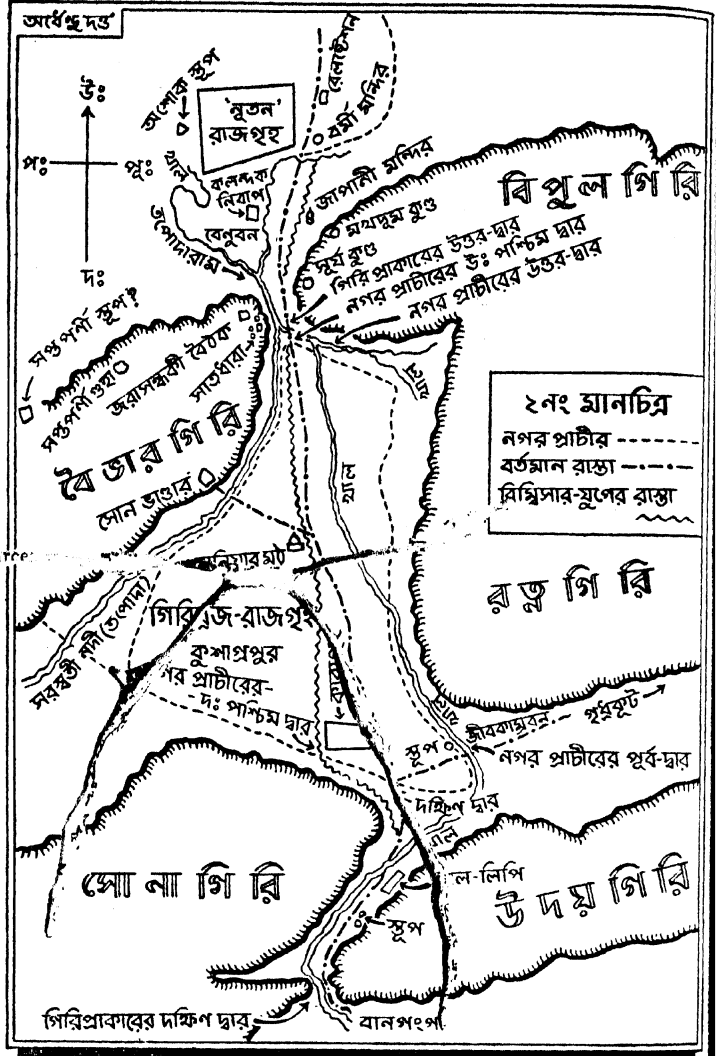 অর্ধেন্দু দত্ত
উঃ
পঃ
পূঃ
দঃ
অশোক স্তূপ
'নূতন'
রাজগৃহ
রেলস্টেশন
বর্মী মন্দির
খাল
কলন্দক
নিবাপ
বেনুবন
তপোদারাম
জাপানী মন্দির
মখদুম কুণ্ড
সূর্য কুণ্ড
গিরি প্রাকারের উত্তর-দ্বার
নগর প্রাচীরের উঃ পশ্চিম দ্বার
নগর প্রাচীরের উত্তর-দ্বার
বিপুল গিরি
সপ্তপর্ণী স্তূপ?
সপ্তপর্ণী গুহা
জরাসন্ধকী বৈঠক
সাতধারা
বৈভার গিরি
সোন ভাণ্ডার
খাল
খাল
২নং মানচিত্র
নগর প্রাচীর
বর্তমান রাস্তা
বিম্বিসার-যুগের রাস্তা
রত্ন গিরি
মনিয়ার মঠ
গিরিব্রজ-রাজগৃহ
কুশাগ্রপুর
গর প্রাচীরের-
দঃ পশ্চিম দ্বার
সরস্বতী নদী (তপোদা)
খাল
স্তূপ
জীবকাম্রবন
গৃধ্রকূট
নগর প্রাচীরের পূর্ব-দ্বার
দক্ষিণ দ্বার
সোনা গিরি
ল-লিপি
স্তূপ
উদয় গিরি
গিরিপ্রাকারের দক্ষিণ দ্বার
বানগংগা